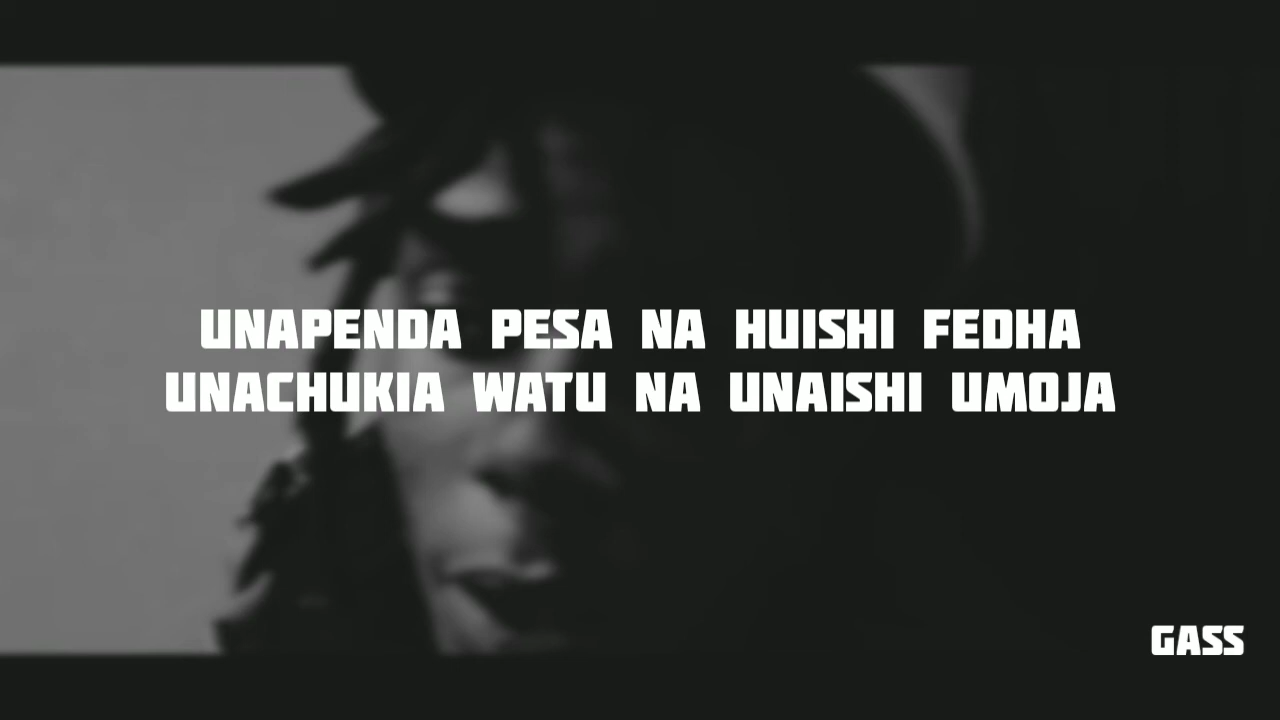 UNAPENDA PESA NA HUISHI FEDHA
UNACHUKIA WATU NA UNAISHI UMOJA
GASS